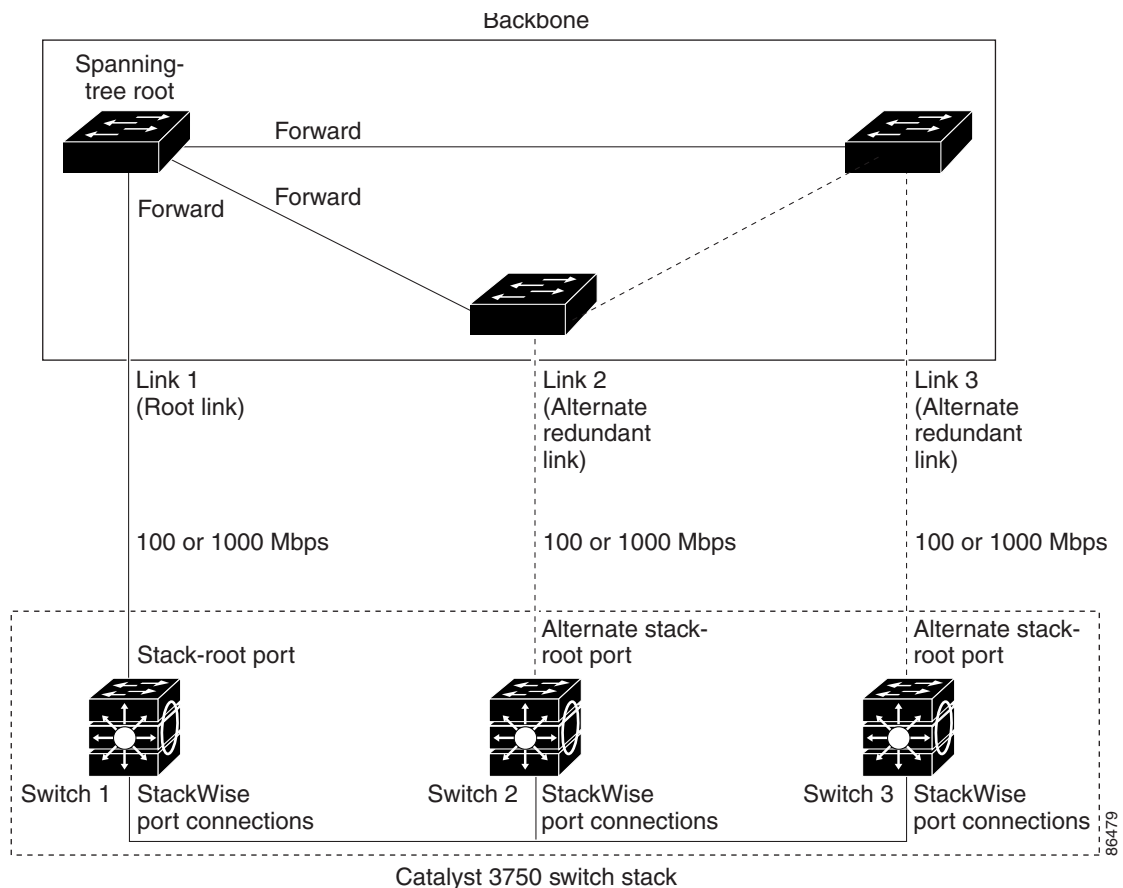 Backbone
Spanning-
tree root
Forward
Forward
Forward
Link 1
(Root link)
Link 2
(Alternate
redundant
link)
Link 3
(Alternate
redundant
link)
100 or 1000 Mbps
100 or 1000 Mbps
100 or 1000 Mbps
Stack-root port
Alternate stack-
root port
Alternate stack-
root port
Switch 1
StackWise
port connections
Switch 2
StackWise
port connections
Switch 3
StackWise
port connections
86479
Catalyst 3750 switch stack